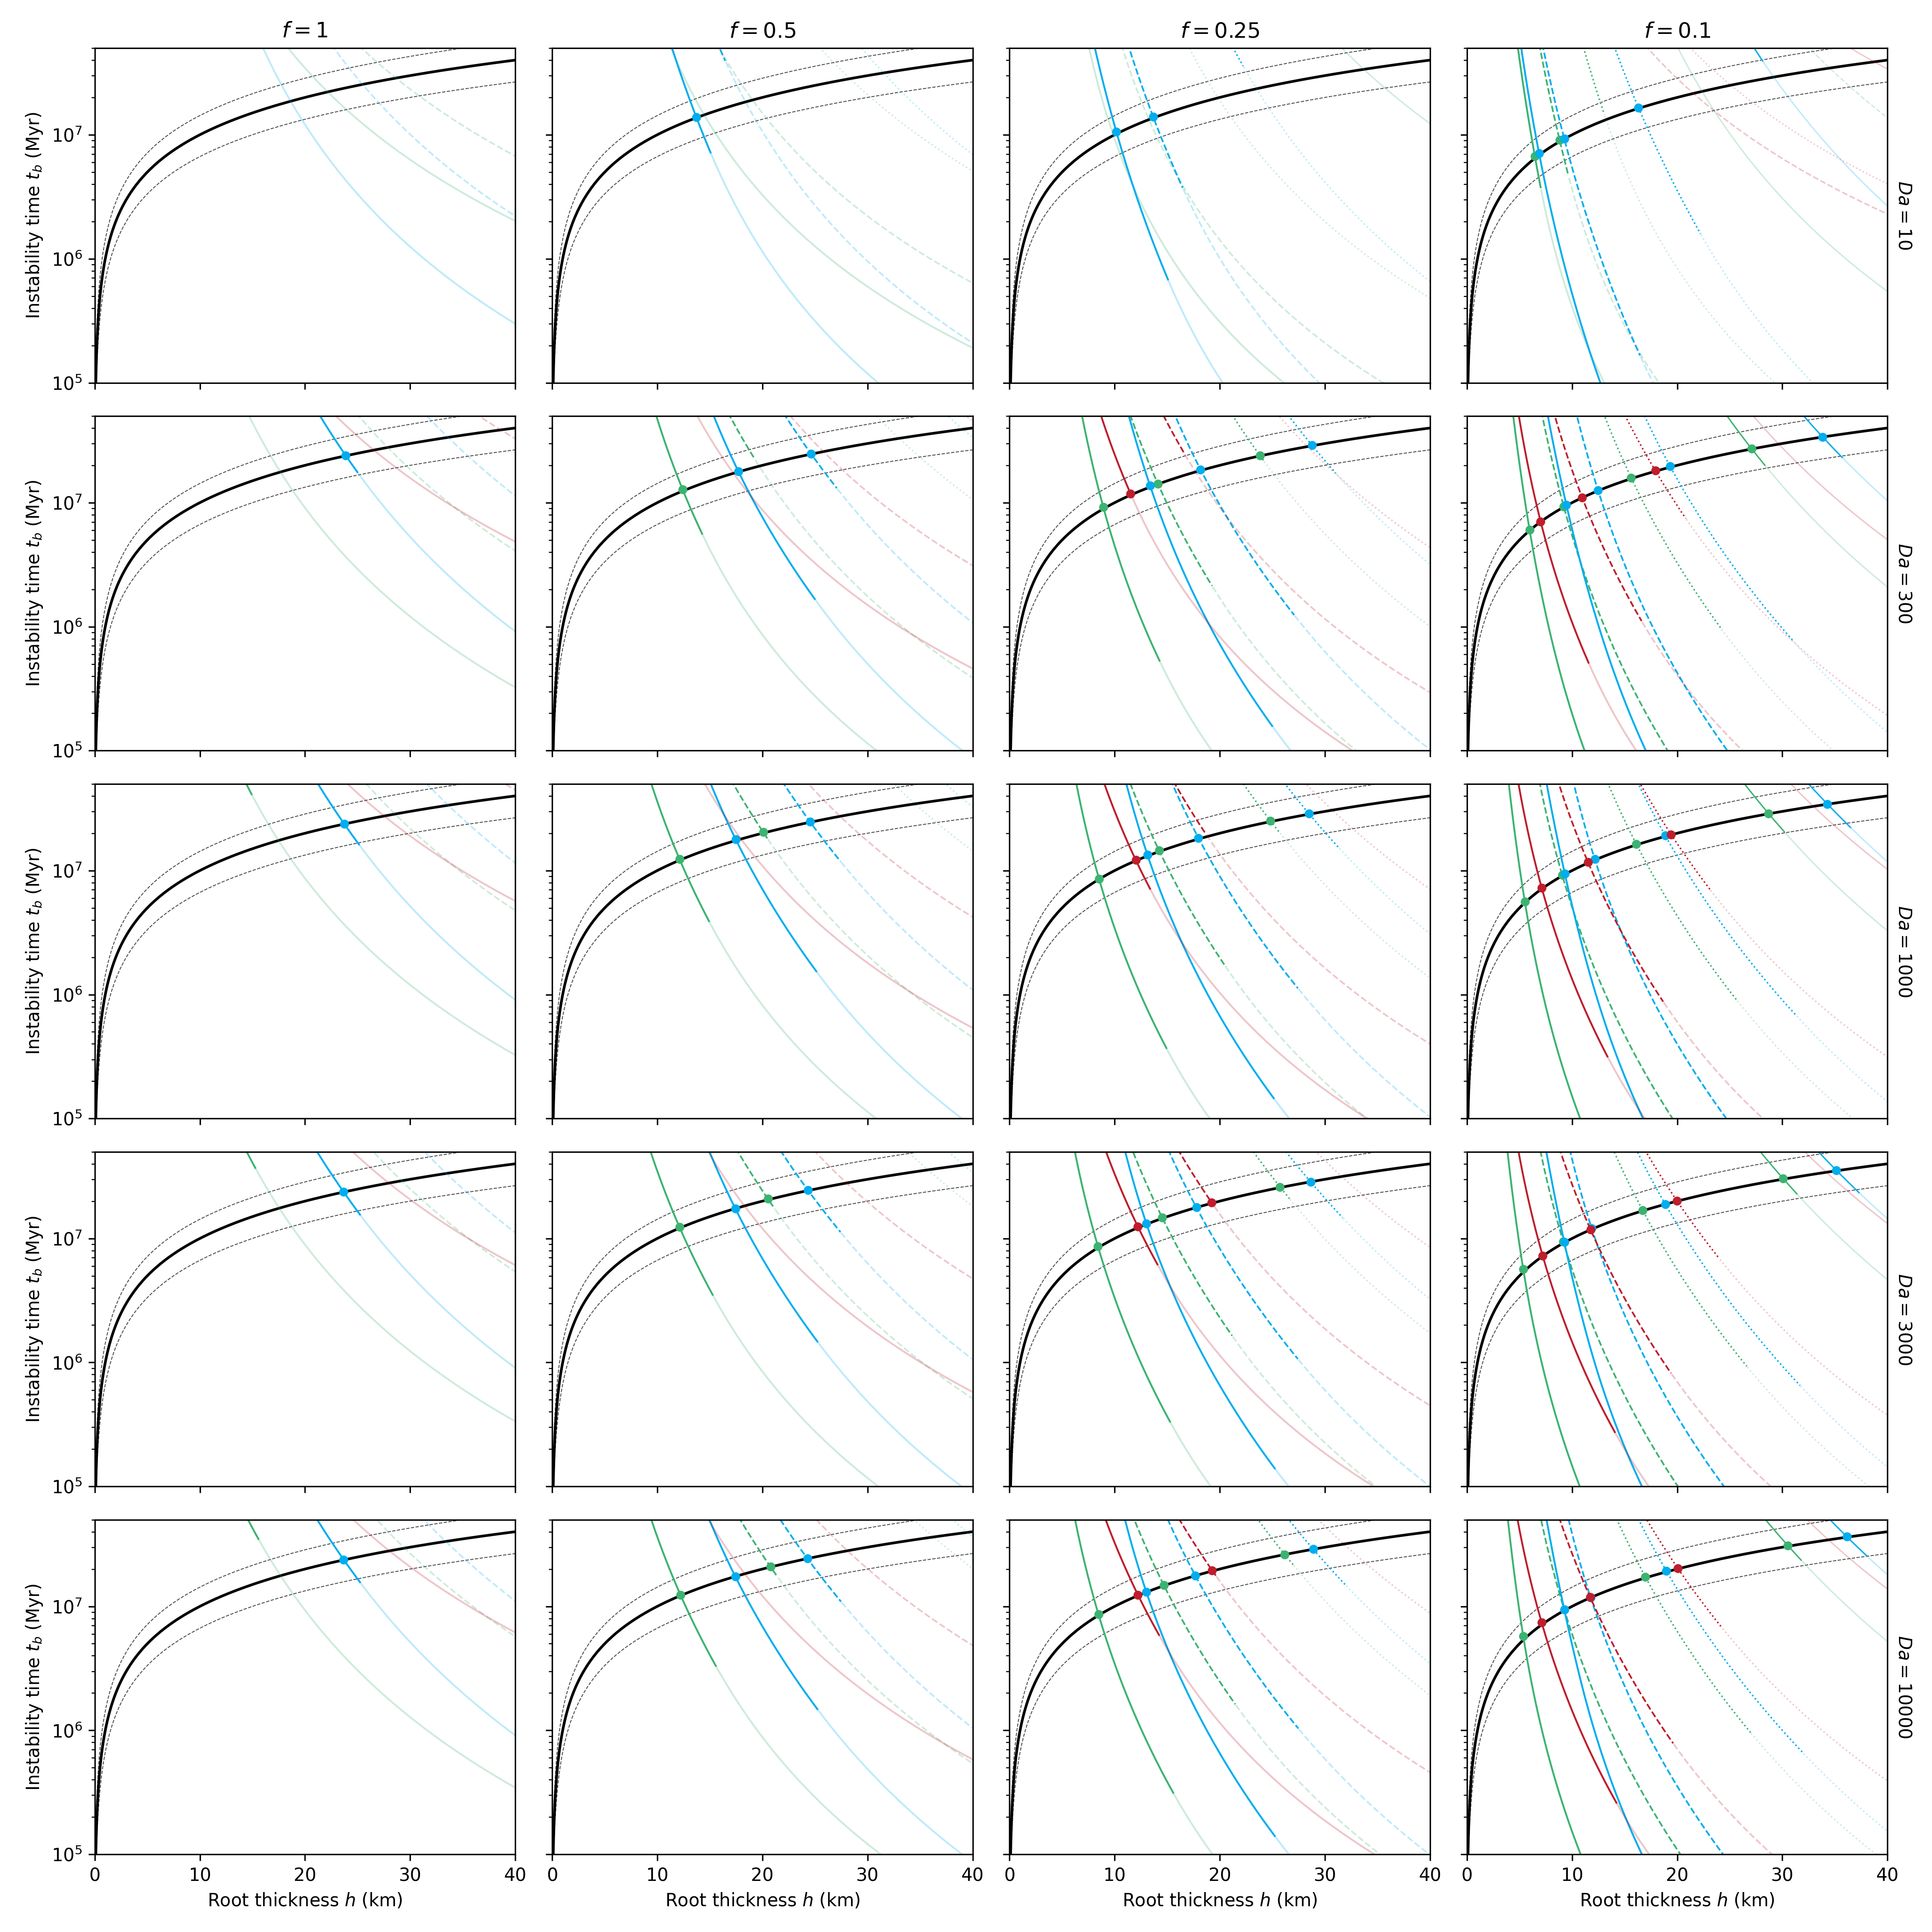 f = 1
f = 0.5
f = 0.25
f = 0.1
Instability time t_b (Myr)
10^7
10^6
10^5
Da = 10
Instability time t_b (Myr)
10^7
10^6
10^5
Da = 300
Instability time t_b (Myr)
10^7
10^6
10^5
Da = 1000
Instability time t_b (Myr)
10^7
10^6
10^5
Da = 3000
Instability time t_b (Myr)
10^7
10^6
10^5
Da = 10000
0 10 20 30 40
0 10 20 30 40
0 10 20 30 40
0 10 20 30 40
Root thickness h (km)
Root thickness h (km)
Root thickness h (km)
Root thickness h (km)